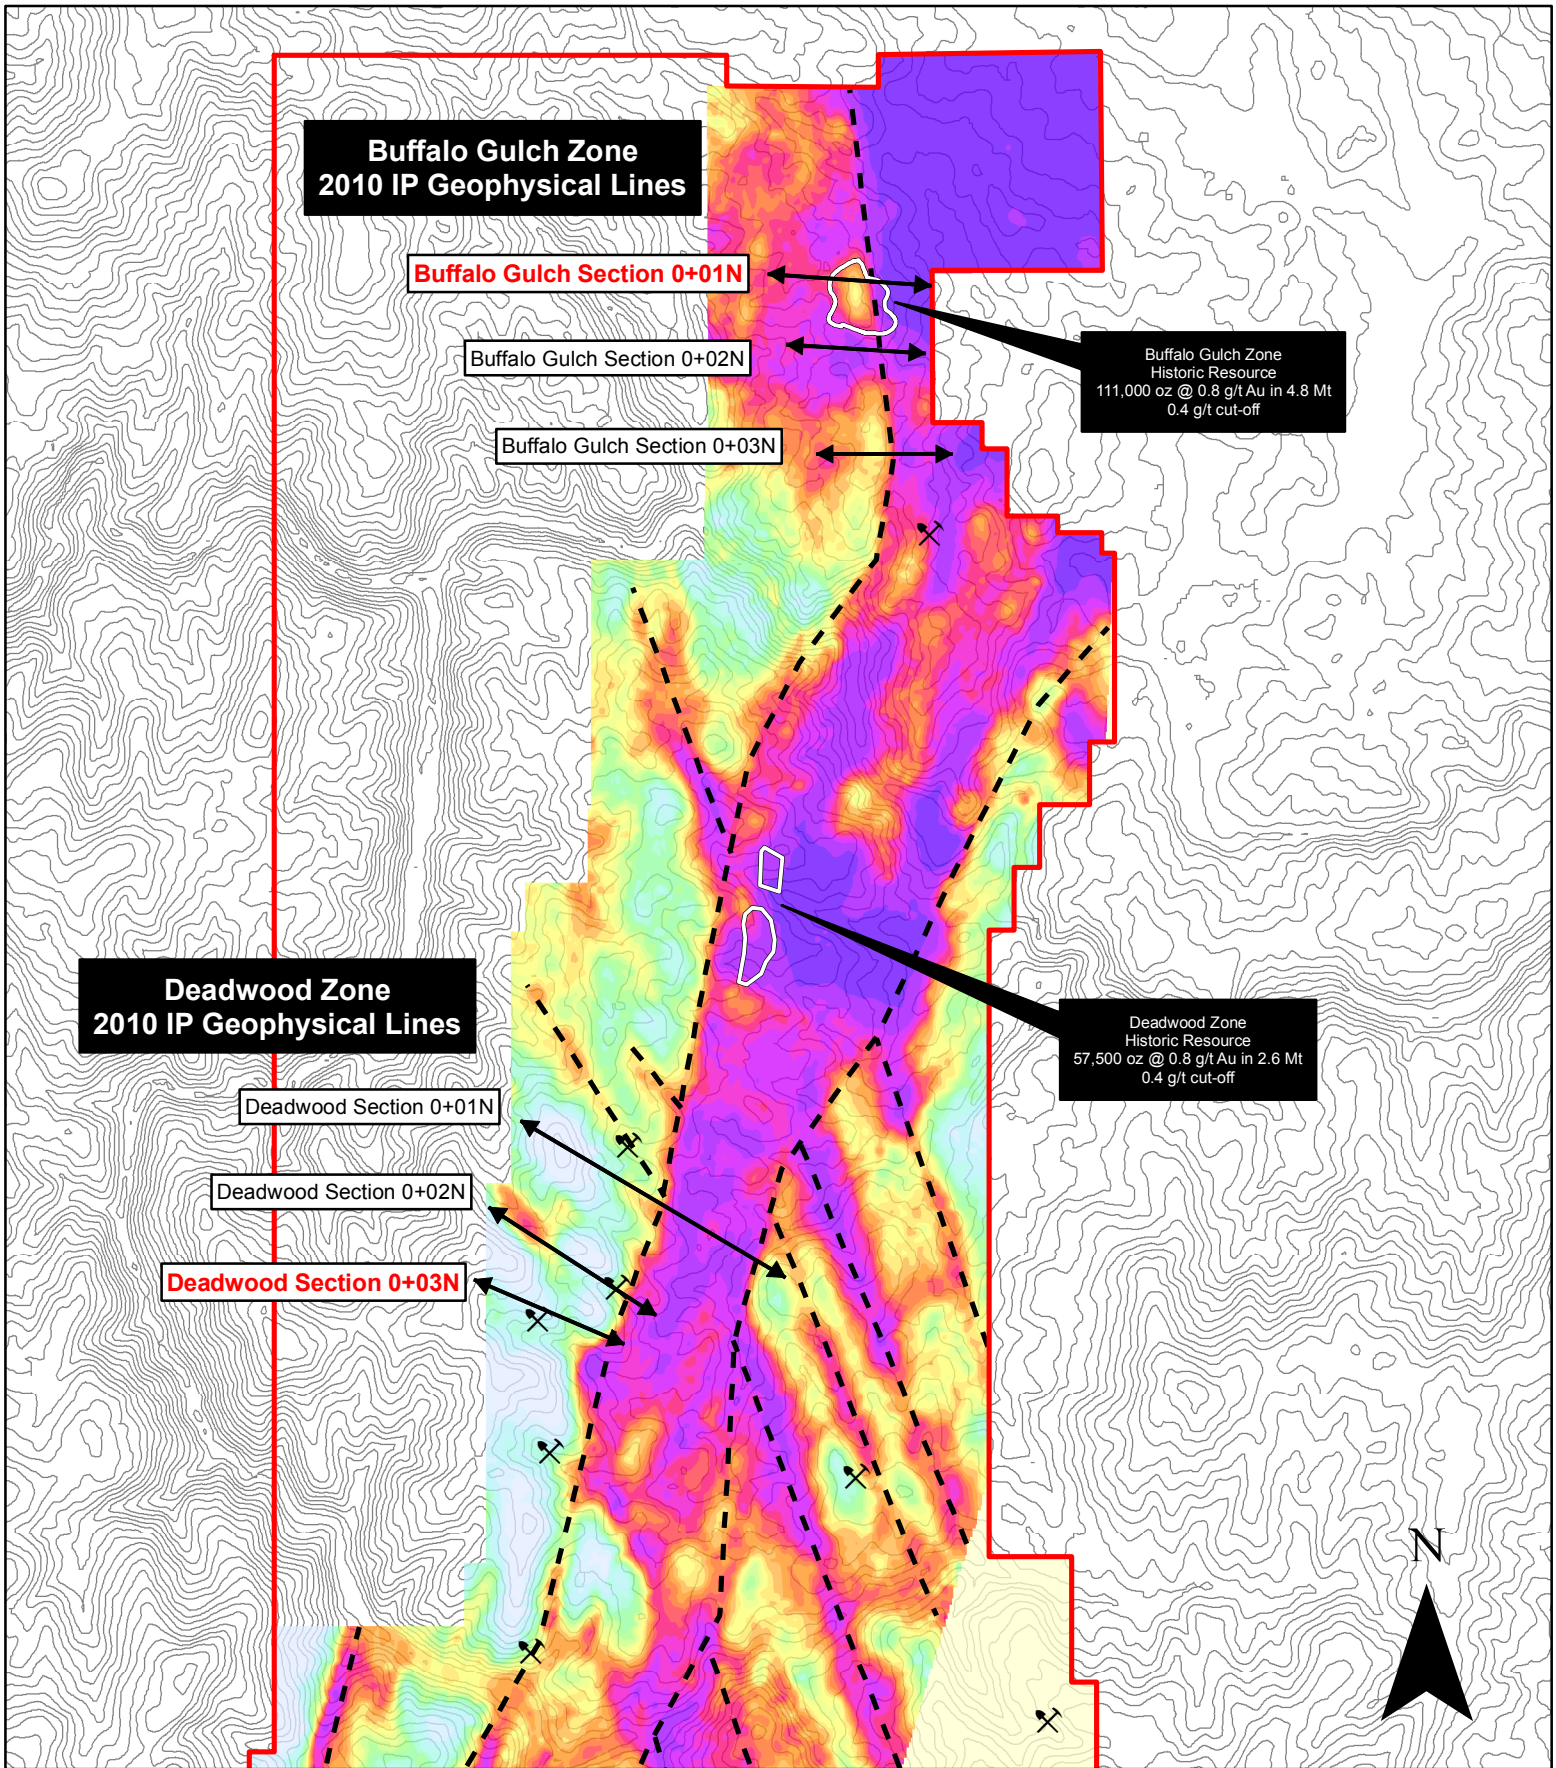 Buffalo Gulch Zone
2010 IP Geophysical Lines
Buffalo Gulch Section 0+01N
Buffalo Gulch Section 0+02N
Buffalo Gulch Zone
Historic Resource
111,000 oz @ 0.8 g/t Au in 4.8 Mt
0.4 g/t cut-off
Buffalo Gulch Section 0+03N
Deadwood Zone
2010 IP Geophysical Lines
Deadwood Zone
Historic Resource
57,500 oz @ 0.8 g/t Au in 2.6 Mt
0.4 g/t cut-off
Deadwood Section 0+01N
Deadwood Section 0+02N
Deadwood Section 0+03N
N